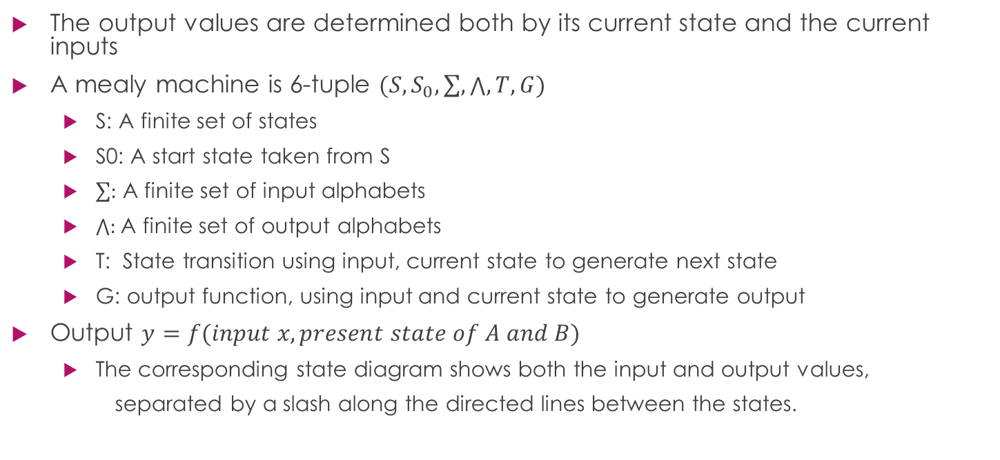 The output values are determined both by its current state and the current
inputs
A mealy machine is 6-tuple (S, S₀, ∑, Λ, T, G)
S: A finite set of states
S0: A start state taken from S
∑: A finite set of input alphabets
Λ: A finite set of output alphabets
T: State transition using input, current state to generate next state
G: output function, using input and current state to generate output
Output y = f(input x, present state of A and B)
The corresponding state diagram shows both the input and output values,
separated by a slash along the directed lines between the states.